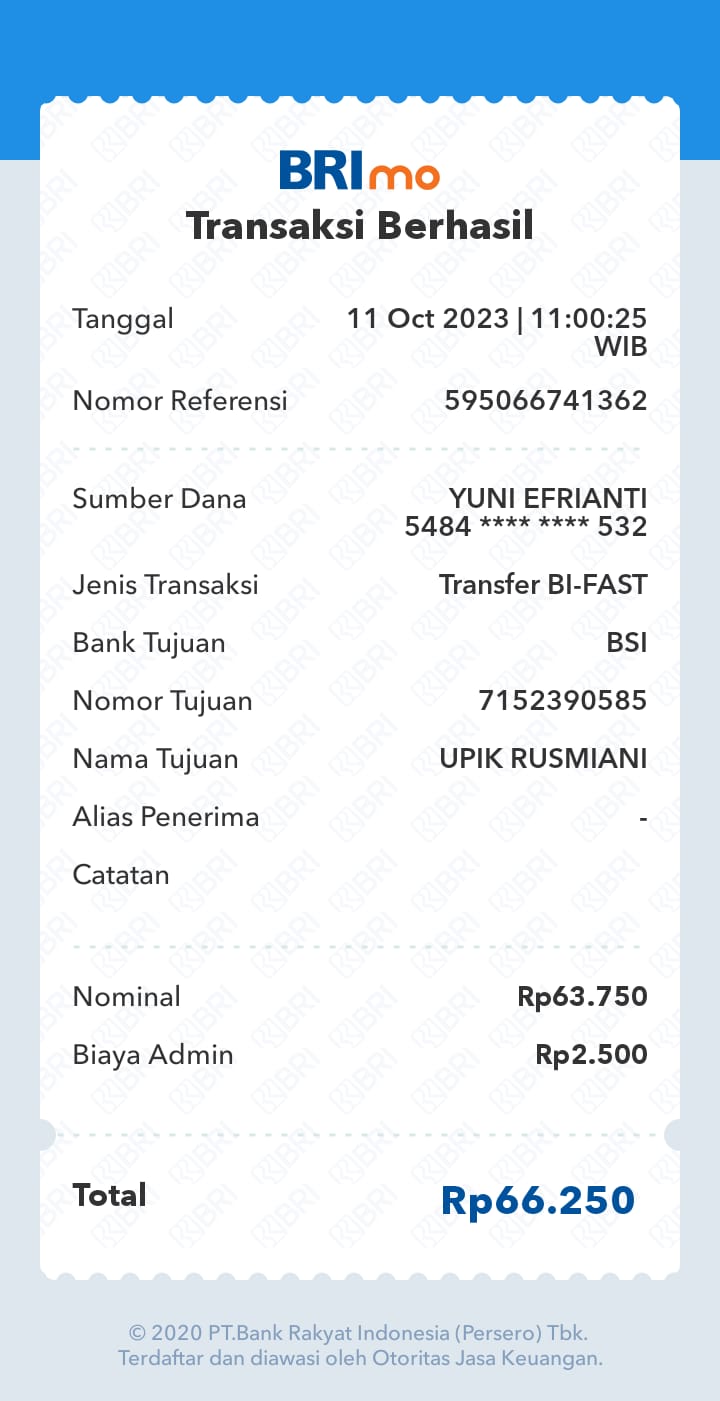 BRImo
Transaksi Berhasil
Tanggal 11 Oct 2023 | 11:00:25
WIB
Nomor Referensi 595066741362
Sumber Dana YUNI EFRIANTI
5484 **** **** 532
Jenis Transaksi Transfer BI-FAST
Bank Tujuan BSI
Nomor Tujuan 7152390585
Nama Tujuan UPIK RUSMIANI
Alias Penerima -
Catatan
Nominal Rp63.750
Biaya Admin Rp2.500
Total Rp66.250
© 2020 PT.Bank Rakyat Indonesia (Persero) Tbk.
Terdaftar dan diawasi oleh Otoritas Jasa Keuangan.